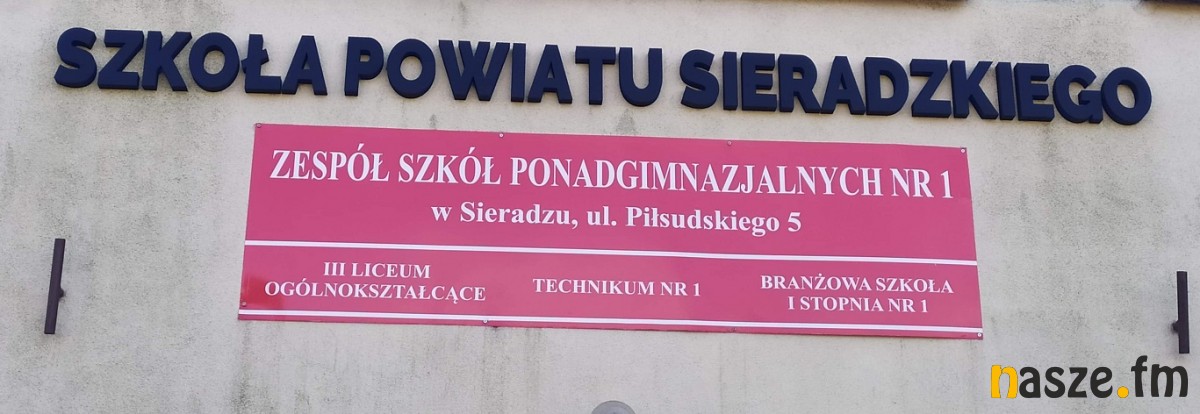 SZKOŁA POWIATU SIERADZKIEGO
ZESPÓŁ SZKÓŁ PONADGIMNAZJALNYCH NR 1
w Sieradzu, ul. Piłsudskiego 5
III LICEUM
OGÓLNOKSZTAŁCĄCE
TECHNIKUM NR 1
BRANŻOWA SZKOŁA
I STOPNIA NR 1
nasze.fm